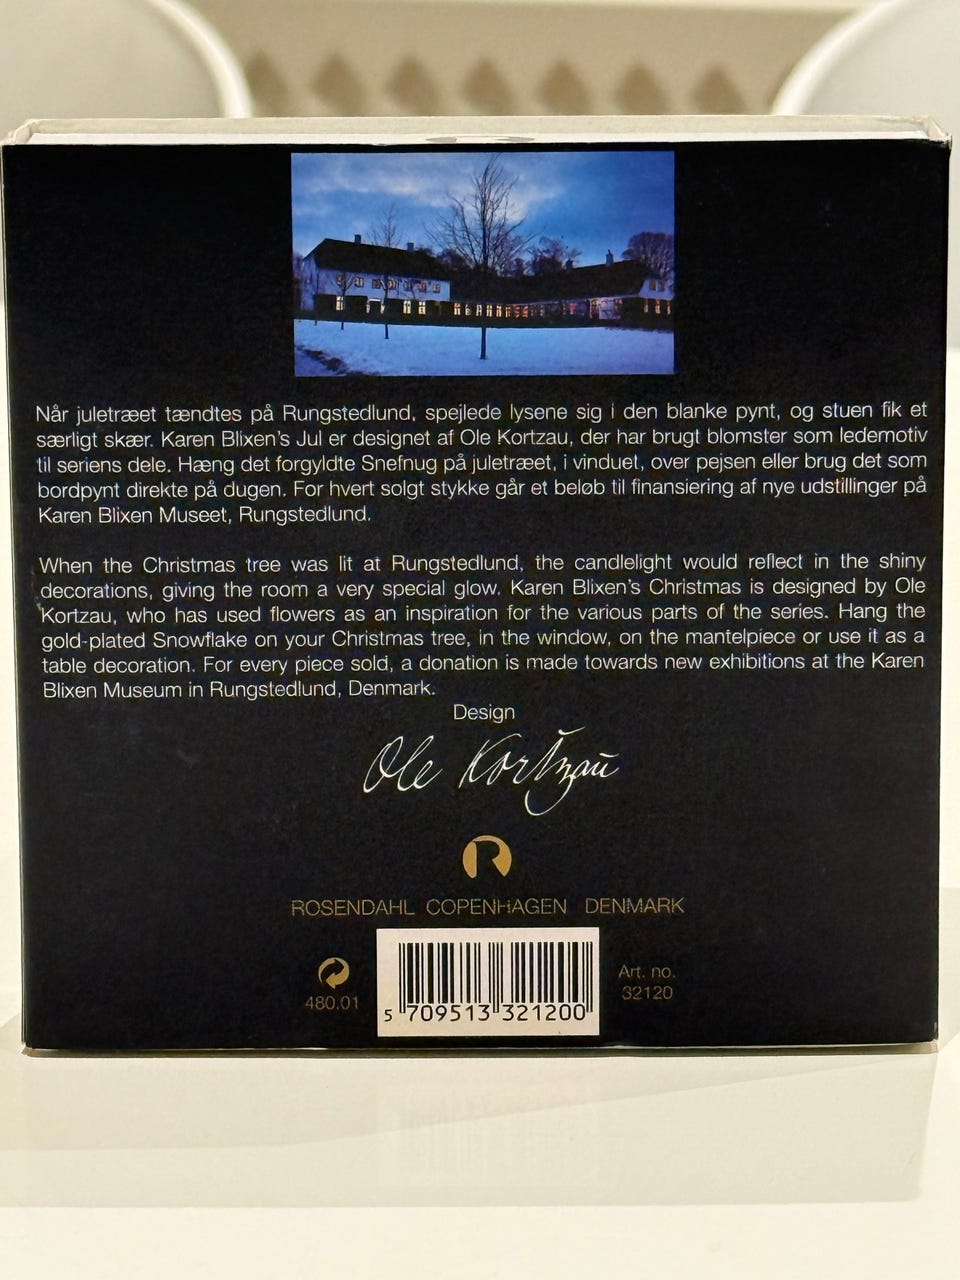 Når juletræet tændtes på Rungstedlund, spejlede lysene sig i den blanke pynt, og stuen fik et
særligt skær. Karen Blixen's Jul er designet af Ole Kortzau, der har brugt blomster som ledemotiv
til seriens dele. Hæng det forgyldte Snefnug på juletræet, i vinduet, over pejsen eller brug det som
bordpynt direkte på dugen. For hvert solgt stykke går et beløb til finansiering af nye udstillinger på
Karen Blixen Museet, Rungstedlund.
When the Christmas tree was lit at Rungstedlund, the candlelight would reflect in the shiny
decorations, giving the room a very special glow. Karen Blixen's Christmas is designed by Ole
Kortzau, who has used flowers as an inspiration for the various parts of the series. Hang the
gold-plated Snowflake on your Christmas tree, in the window, on the mantelpiece or use it as a
table decoration. For every piece sold, a donation is made towards new exhibitions at the Karen
Blixen Museum in Rungstedlund, Denmark.
Design
Ole Kortzau
R
ROSENDAHL COPENHAGEN DENMARK
480.01
5 709513 321200
Art. no.
32120